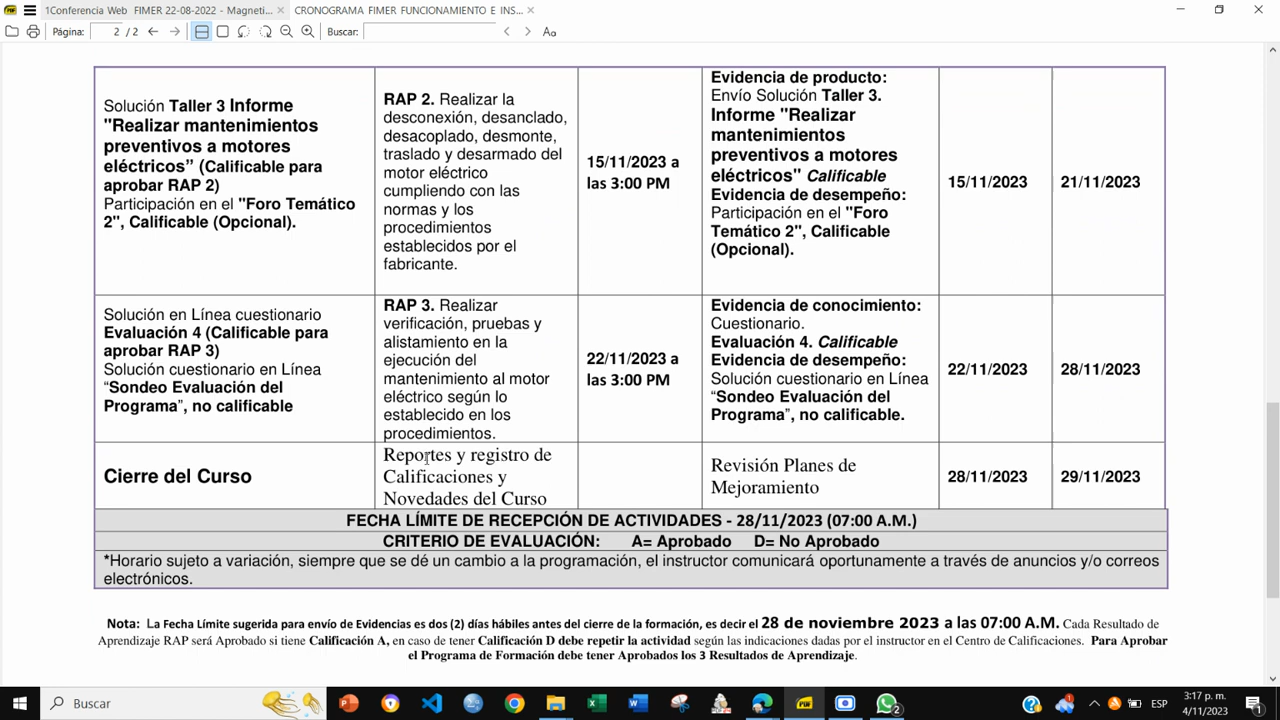 1Conferencia Web FIMER 22-08-2022 - Magneti...
CRONOGRAMA FIMER FUNCIONAMIENTO E INS...
Página: 2 / 2
Buscar:
Aa
Solución Taller 3 Informe
"Realizar mantenimientos
preventivos a motores
eléctricos” (Calificable para
aprobar RAP 2)
Participación en el "Foro Temático
2", Calificable (Opcional).
RAP 2. Realizar la
desconexión, desanclado,
desacoplado, desmonte,
traslado y desarmado del
motor eléctrico
cumpliendo con las
normas y los
procedimientos
establecidos por el
fabricante.
15/11/2023 a
las 3:00 PM
Evidencia de producto:
Envío Solución Taller 3.
Informe "Realizar
mantenimientos
preventivos a motores
eléctricos" Calificable
Evidencia de desempeño:
Participación en el "Foro
Temático 2", Calificable
(Opcional).
15/11/2023
21/11/2023
Solución en Línea cuestionario
Evaluación 4 (Calificable para
aprobar RAP 3)
Solución cuestionario en Línea
“Sondeo Evaluación del
Programa”, no calificable
RAP 3. Realizar
verificación, pruebas y
alistamiento en la
ejecución del
mantenimiento al motor
eléctrico según lo
establecido en los
procedimientos.
22/11/2023 a
las 3:00 PM
Evidencia de conocimiento:
Cuestionario.
Evaluación 4. Calificable
Evidencia de desempeño:
Solución cuestionario en Línea
“Sondeo Evaluación del
Programa”, no calificable.
22/11/2023
28/11/2023
Cierre del Curso
Reportes y registro de
Calificaciones y
Novedades del Curso
Revisión Planes de
Mejoramiento
28/11/2023
29/11/2023
FECHA LÍMITE DE RECEPCIÓN DE ACTIVIDADES - 28/11/2023 (07:00 A.M.)
CRITERIO DE EVALUACIÓN: A= Aprobado D= No Aprobado
*Horario sujeto a variación, siempre que se dé un cambio a la programación, el instructor comunicará oportunamente a través de anuncios y/o correos
electrónicos.
Nota: La Fecha Límite sugerida para envío de Evidencias es dos (2) días hábiles antes del cierre de la formación, es decir el 28 de noviembre 2023 a las 07:00 A.M. Cada Resultado de
Aprendizaje RAP será Aprobado si tiene Calificación A, en caso de tener Calificación D debe repetir la actividad según las indicaciones dadas por el instructor en el Centro de Calificaciones. Para Aprobar
el Programa de Formación debe tener Aprobados los 3 Resultados de Aprendizaje.
Buscar
ESP
3:17 p. m.
4/11/2023